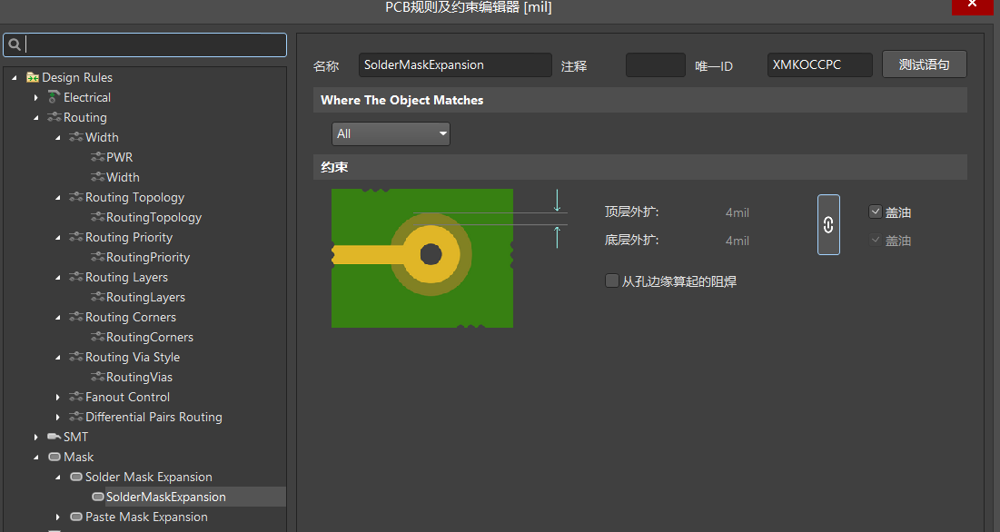 PCB规则及约束编辑器 [mil]
名称 SolderMaskExpansion 注释 唯一ID XMKOCCPC 测试语句
Where The Object Matches
All
约束
顶层外扩: 4mil 盖油
底层外扩: 4mil 盖油
从孔边缘算起的阻焊
Design Rules
Electrical
Routing
Width
PWR
Width
Routing Topology
RoutingTopology
Routing Priority
RoutingPriority
Routing Layers
RoutingLayers
Routing Corners
RoutingCorners
Routing Via Style
RoutingVias
Fanout Control
Differential Pairs Routing
SMT
Mask
Solder Mask Expansion
SolderMaskExpansion
Paste Mask Expansion